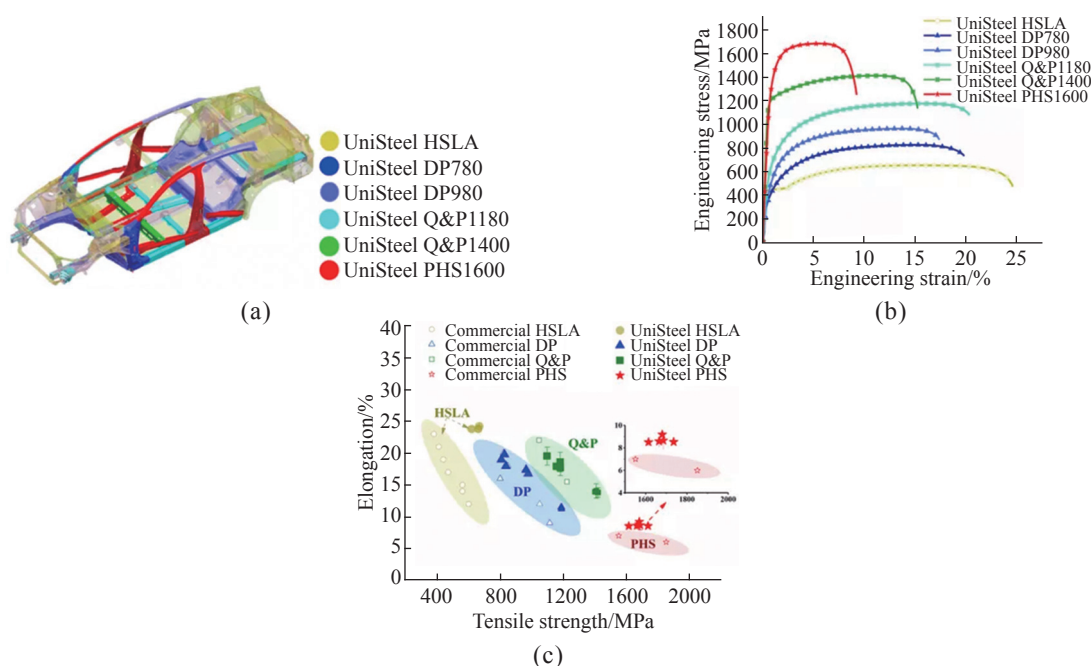 UniSteel HSLA
UniSteel DP780
UniSteel DP980
UniSteel Q&P1180
UniSteel Q&P1400
UniSteel PHS1600
(a)
1800
1600
1400
1200
1000
800
600
400
200
0
Engineering stress/MPa
UniSteel HSLA
UniSteel DP780
UniSteel DP980
UniSteel Q&P1180
UniSteel Q&P1400
UniSteel PHS1600
0 5 10 15 20 25
Engineering strain/%
(b)
40
35
30
25
20
15
10
5
0
Elongation/%
Commercial HSLA
Commercial DP
Commercial Q&P
Commercial PHS
UniSteel HSLA
UniSteel DP
UniSteel Q&P
UniSteel PHS
HSLA
DP
Q&P
PHS
10
8
6
4
1600 1800 2000
400 800 1200 1600 2000
Tensile strength/MPa
(c)